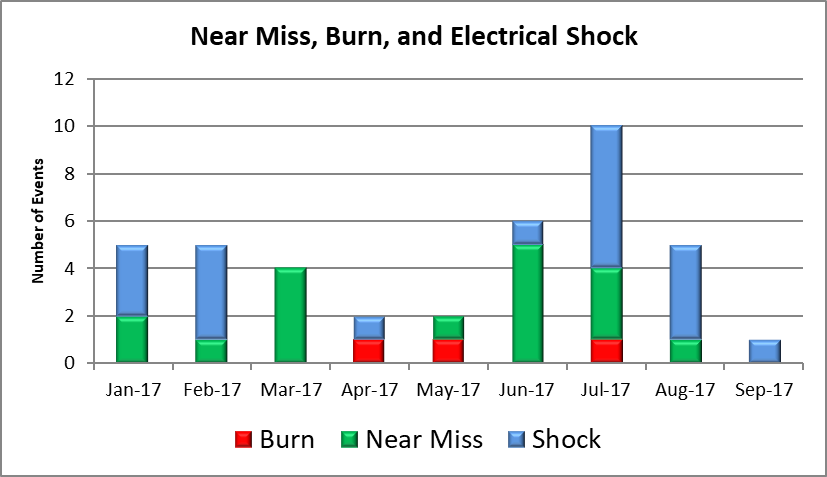 Near Miss, Burn, and Electrical Shock
Number of Events
12
10
8
6
4
2
0
Jan-17 Feb-17 Mar-17 Apr-17 May-17 Jun-17 Jul-17 Aug-17 Sep-17
Burn Near Miss Shock